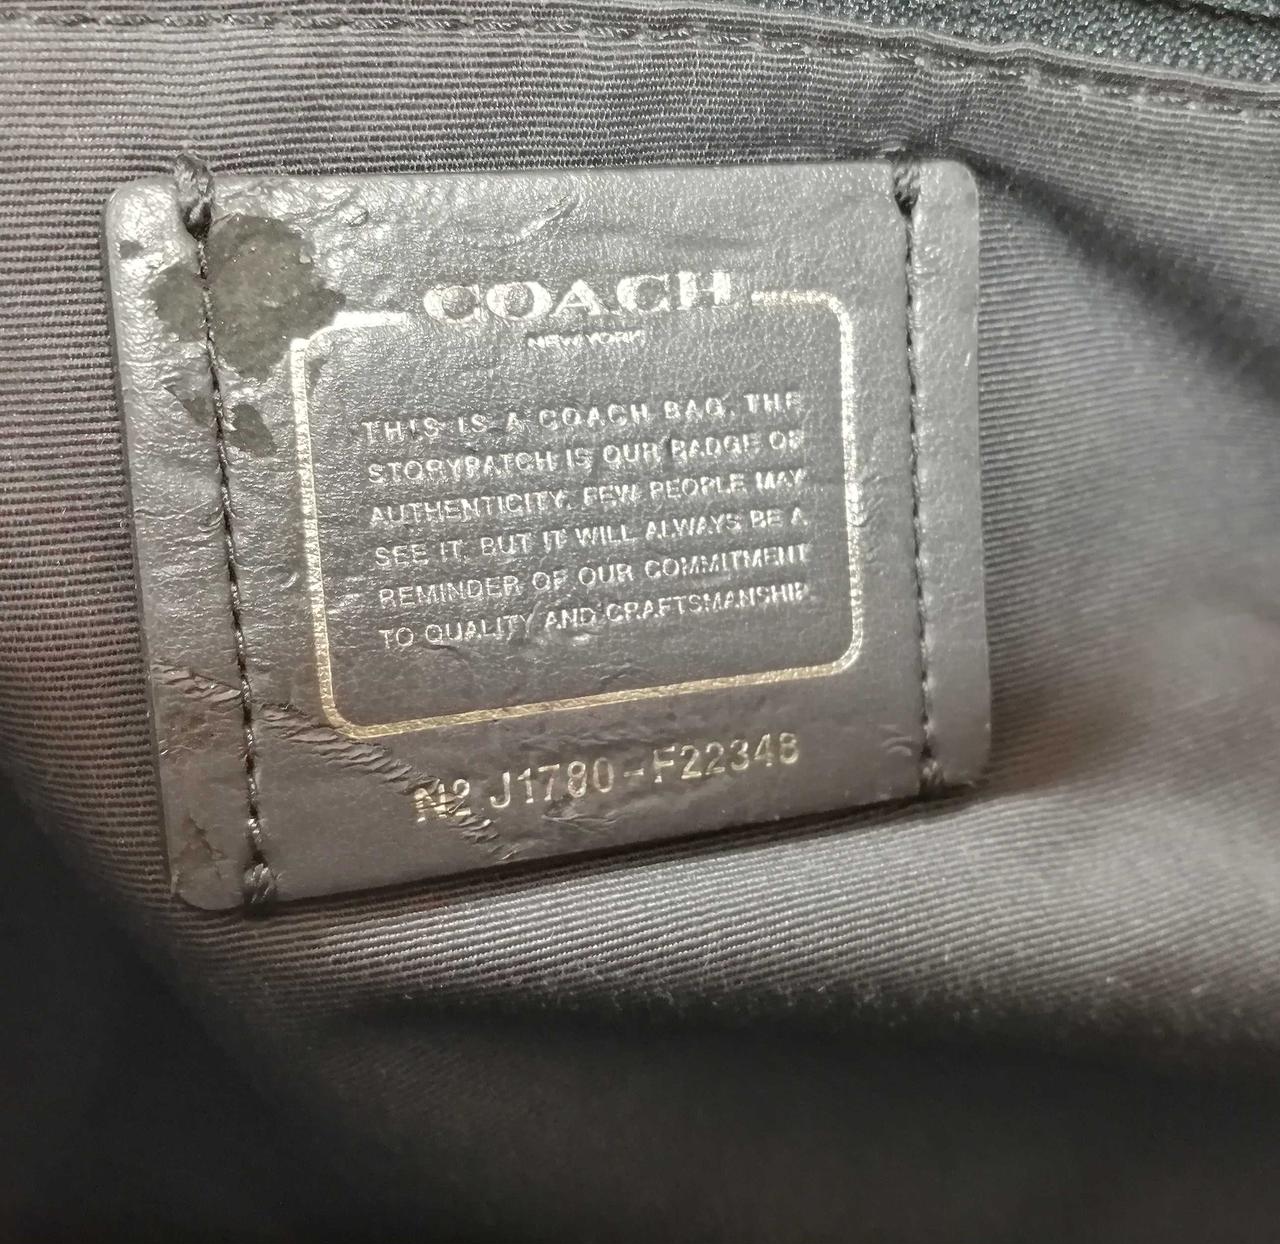 COACH
NEW YORK
THIS IS A COACH BAG. THE
STORYPATCH IS OUR BADGE OF
AUTHENTICITY. FEW PEOPLE MAY
SEE IT, BUT IT WILL ALWAYS BE A
REMINDER OF OUR COMMITMENT
TO QUALITY AND CRAFTSMANSHIP.
Nº J1780-F22348